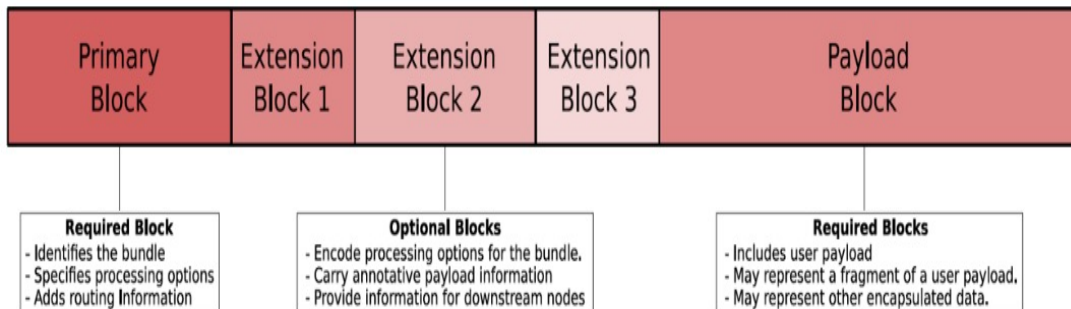 Primary
Block
Extension
Block 1
Extension
Block 2
Extension
Block 3
Payload
Block
Required Block
- Identifies the bundle
- Specifies processing options
- Adds routing Information
Optional Blocks
- Encode processing options for the bundle.
- Carry annotative payload information
- Provide information for downstream nodes
Required Blocks
- Includes user payload
- May represent a fragment of a user payload.
- May represent other encapsulated data.